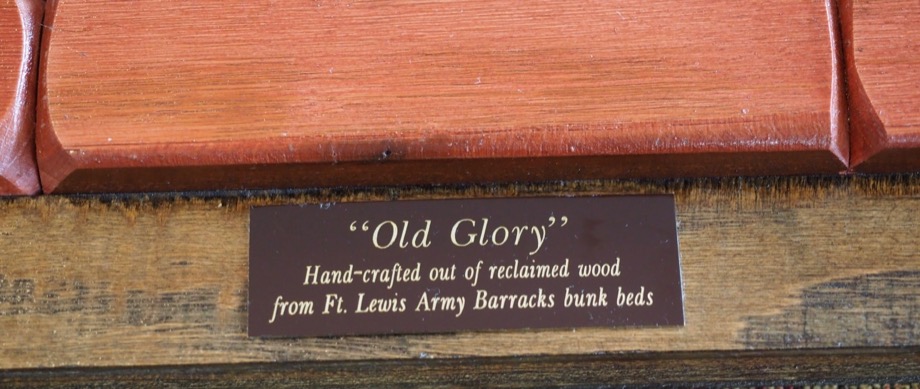 “Old Glory”
Hand-crafted out of reclaimed wood
from Ft. Lewis Army Barracks bunk beds